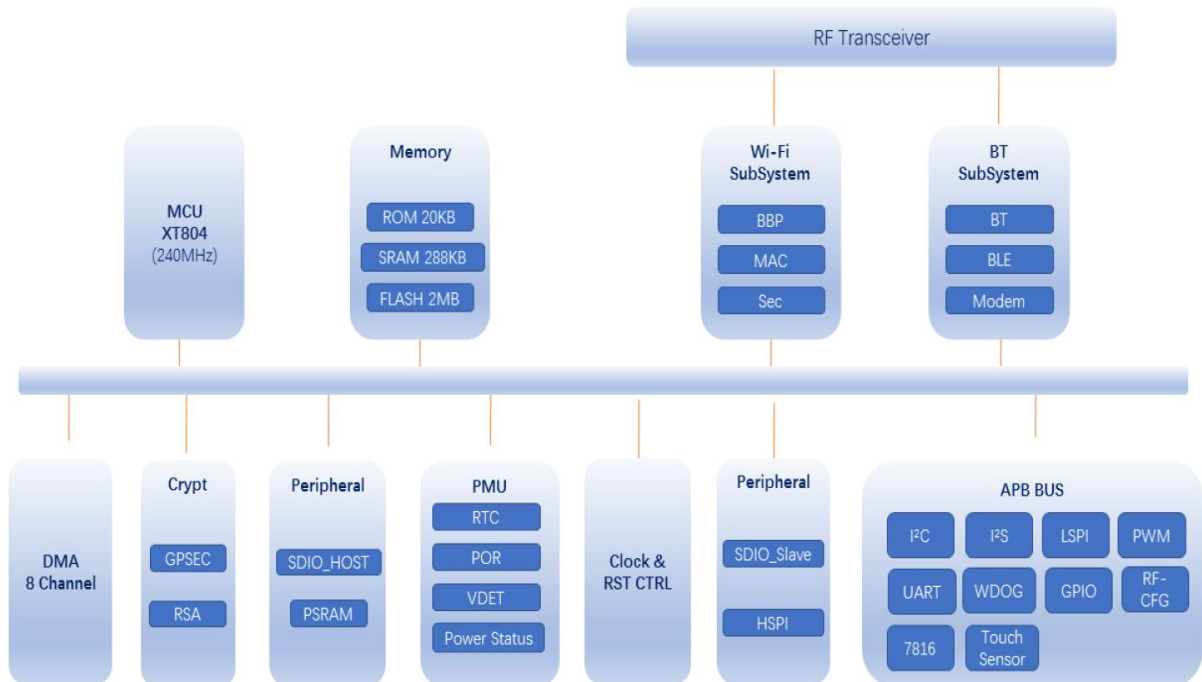 RF Transceiver
MCU
XT804
(240MHz)
Memory
ROM 20KB
SRAM 288KB
FLASH 2MB
Wi-Fi
SubSystem
BBP
MAC
Sec
BT
SubSystem
BT
BLE
Modem
DMA
8 Channel
Crypt
GPSEC
RSA
Peripheral
SDIO_HOST
PSRAM
PMU
RTC
POR
VDET
Power Status
Clock &
RST CTRL
Peripheral
SDIO_Slave
HSPI
APB BUS
I²C
I²S
LSPI
PWM
UART
WDOG
GPIO
RF-
CFG
7816
Touch
Sensor